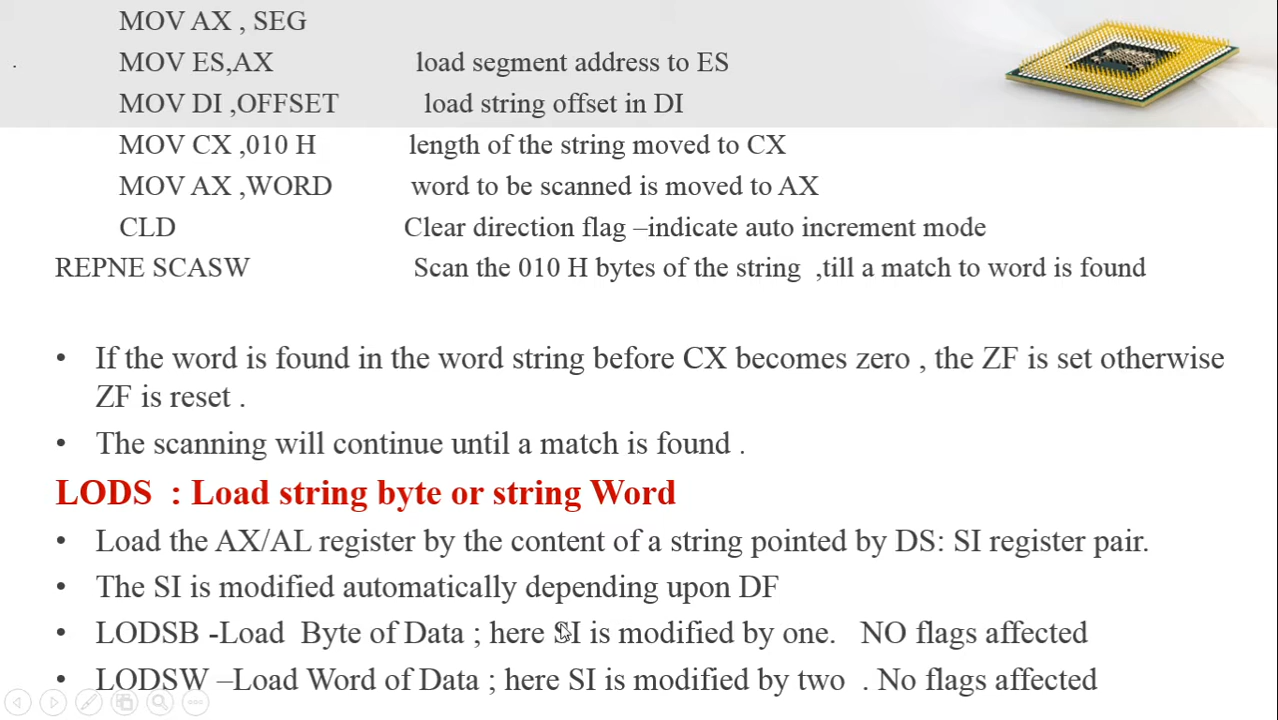 MOV AX , SEG
MOV ES,AX load segment address to ES
MOV DI ,OFFSET load string offset in DI
MOV CX ,010 H length of the string moved to CX
MOV AX ,WORD word to be scanned is moved to AX
CLD Clear direction flag –indicate auto increment mode
REPNE SCASW Scan the 010 H bytes of the string ,till a match to word is found
• If the word is found in the word string before CX becomes zero , the ZF is set otherwise
ZF is reset .
• The scanning will continue until a match is found .
LODS : Load string byte or string Word
• Load the AX/AL register by the content of a string pointed by DS: SI register pair.
• The SI is modified automatically depending upon DF
• LODSB -Load Byte of Data ; here SI is modified by one. NO flags affected
• LODSW –Load Word of Data ; here SI is modified by two . No flags affected